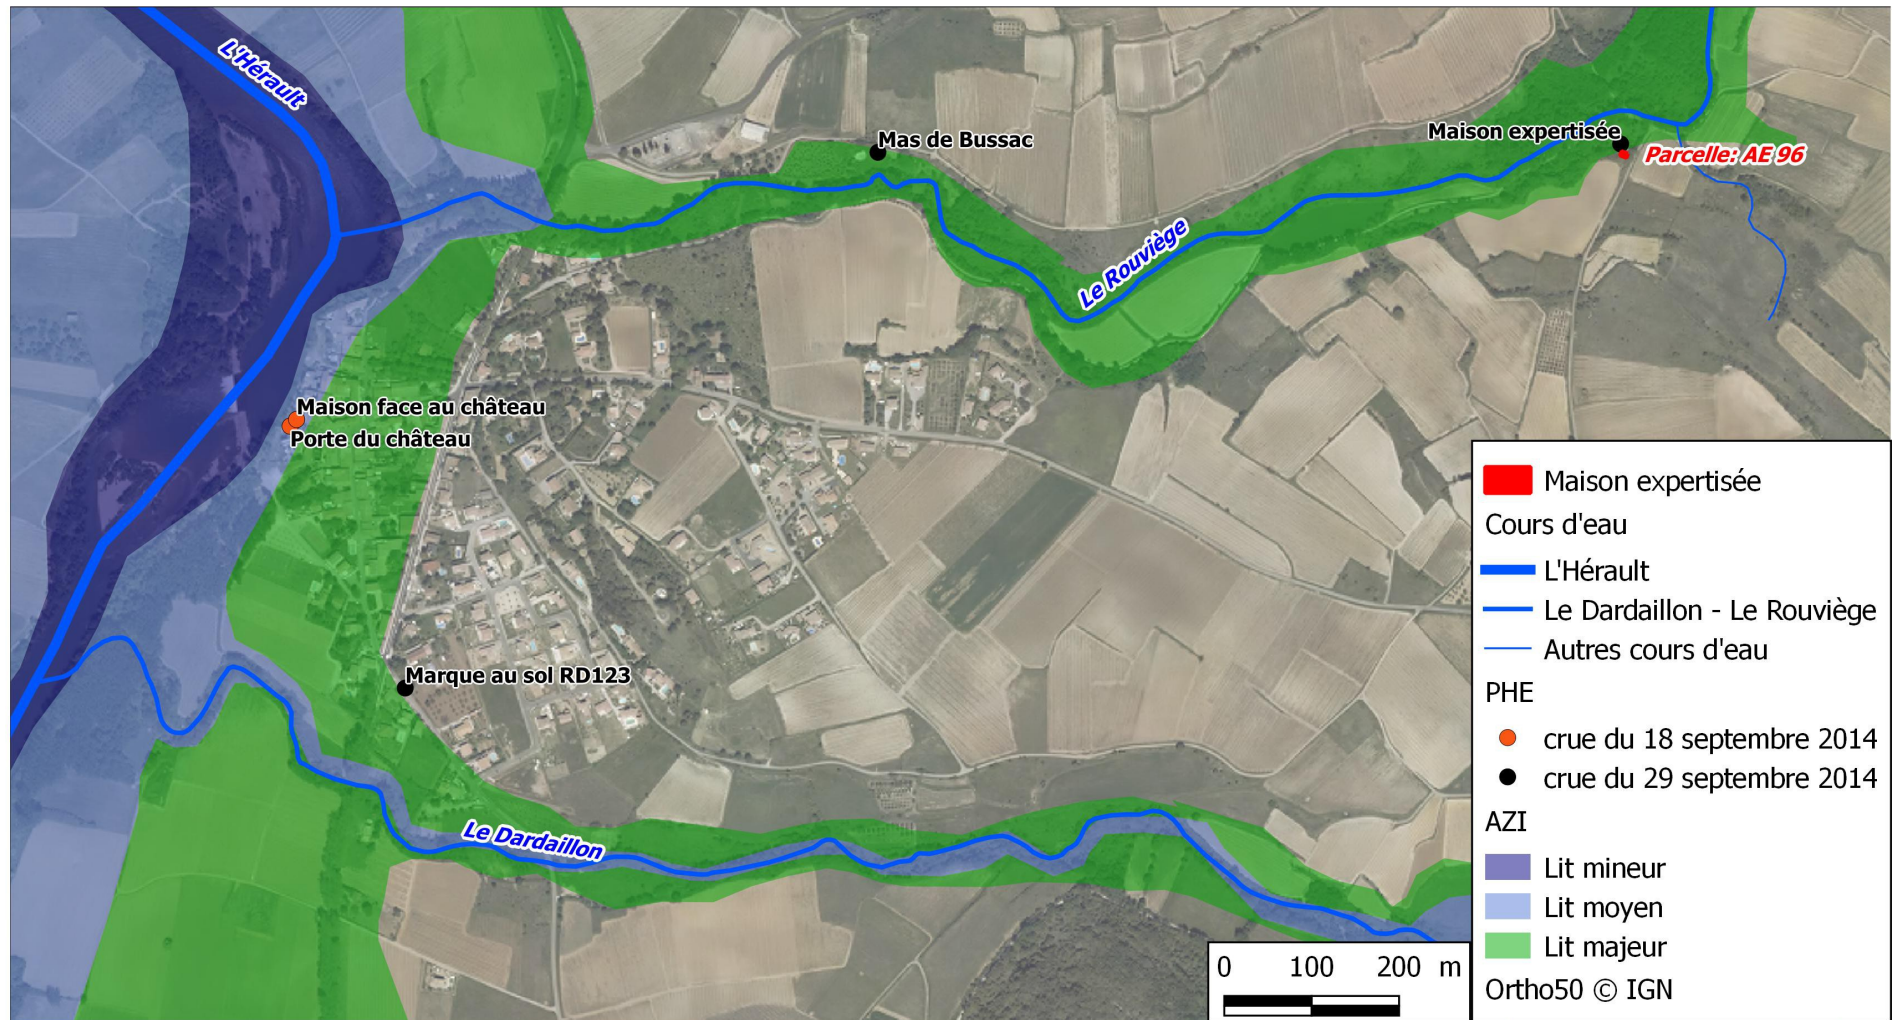 L'Hérault
Mas de Bussac
Maison expertisée
Parcelle: AE 96
Le Rouviège
Maison face au château
Porte du château
Marque au sol RD123
Le Dardaillon
Maison expertisée
Cours d'eau
L'Hérault
Le Dardaillon - Le Rouviège
Autres cours d'eau
PHE
crue du 18 septembre 2014
crue du 29 septembre 2014
AZI
Lit mineur
Lit moyen
Lit majeur
Ortho50 © IGN
0 100 200 m